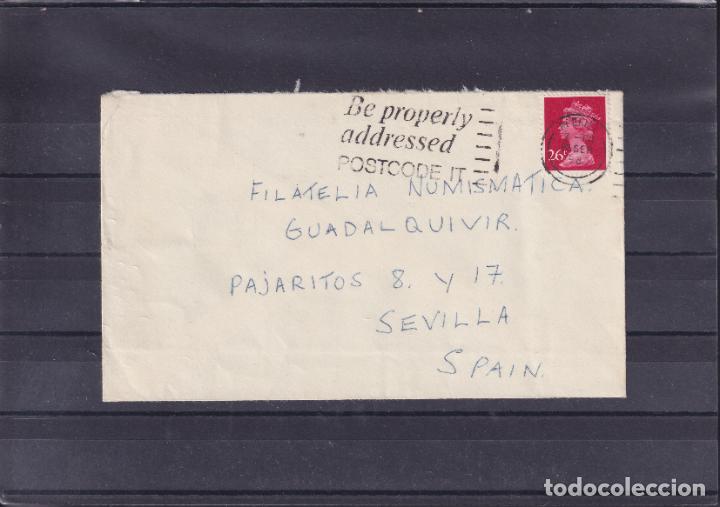 Be properly
addressed
POSTCODE IT
26P
FILATELIA NUMISMATICA.
GUADALQUIVIR.
PAJARITOS 8. Y 17.
SEVILLA
SPAIN.
todocoleccion